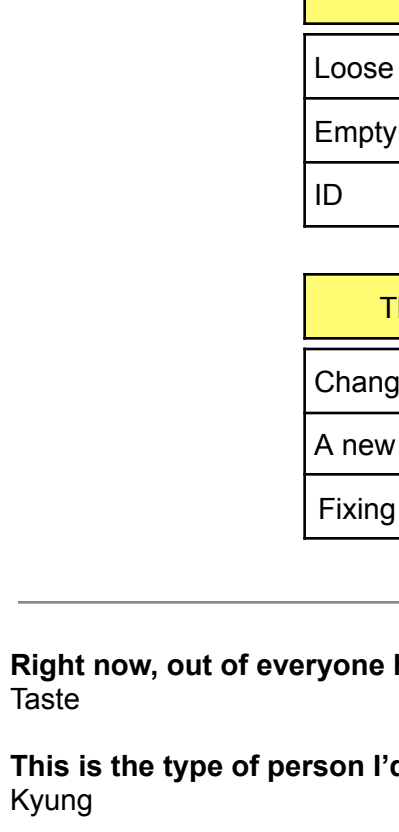 Loose
Empty
ID
Chang
A new
Fixing
Right now, out of everyone
Taste
This is the type of person
Kyung